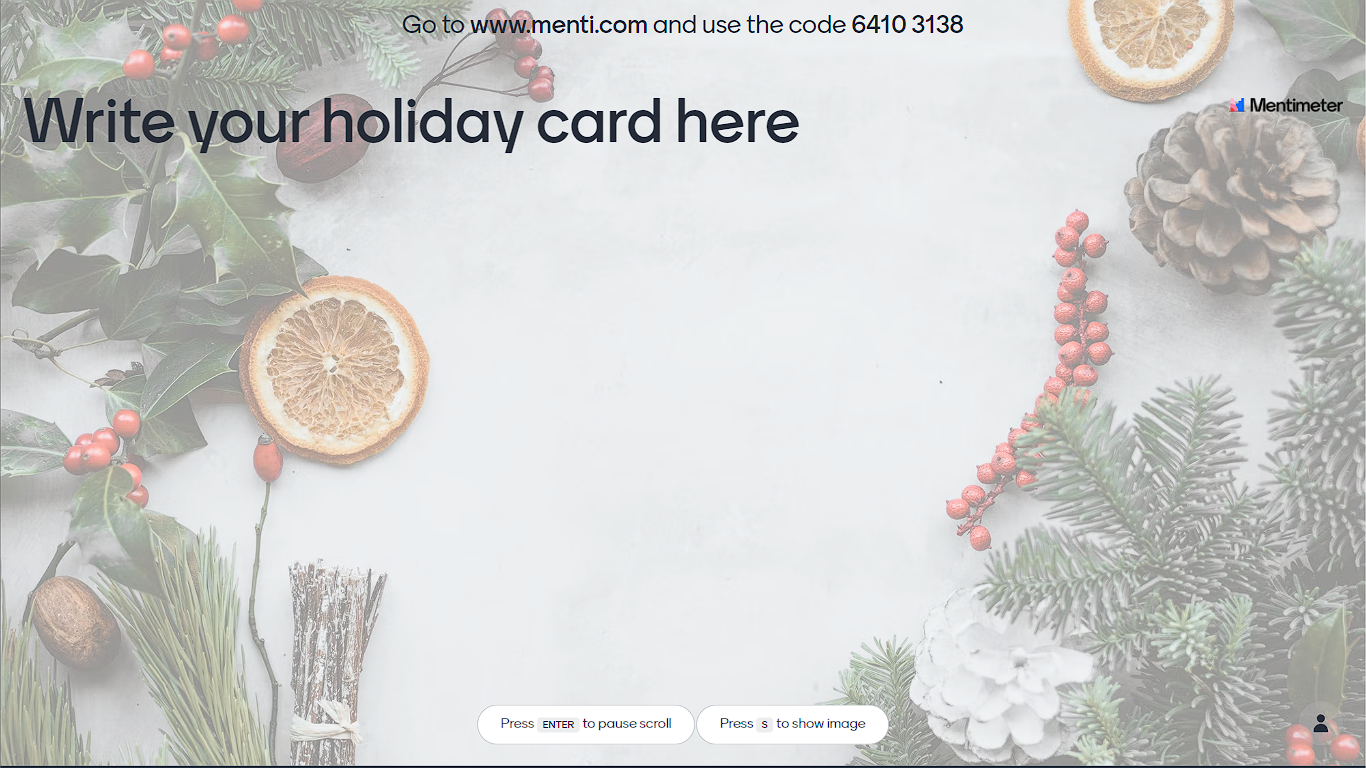 Go to www.menti.com and use the code 6410 3138
Write your holiday card here
Mentimeter
Press ENTER to pause scroll
Press S to show image